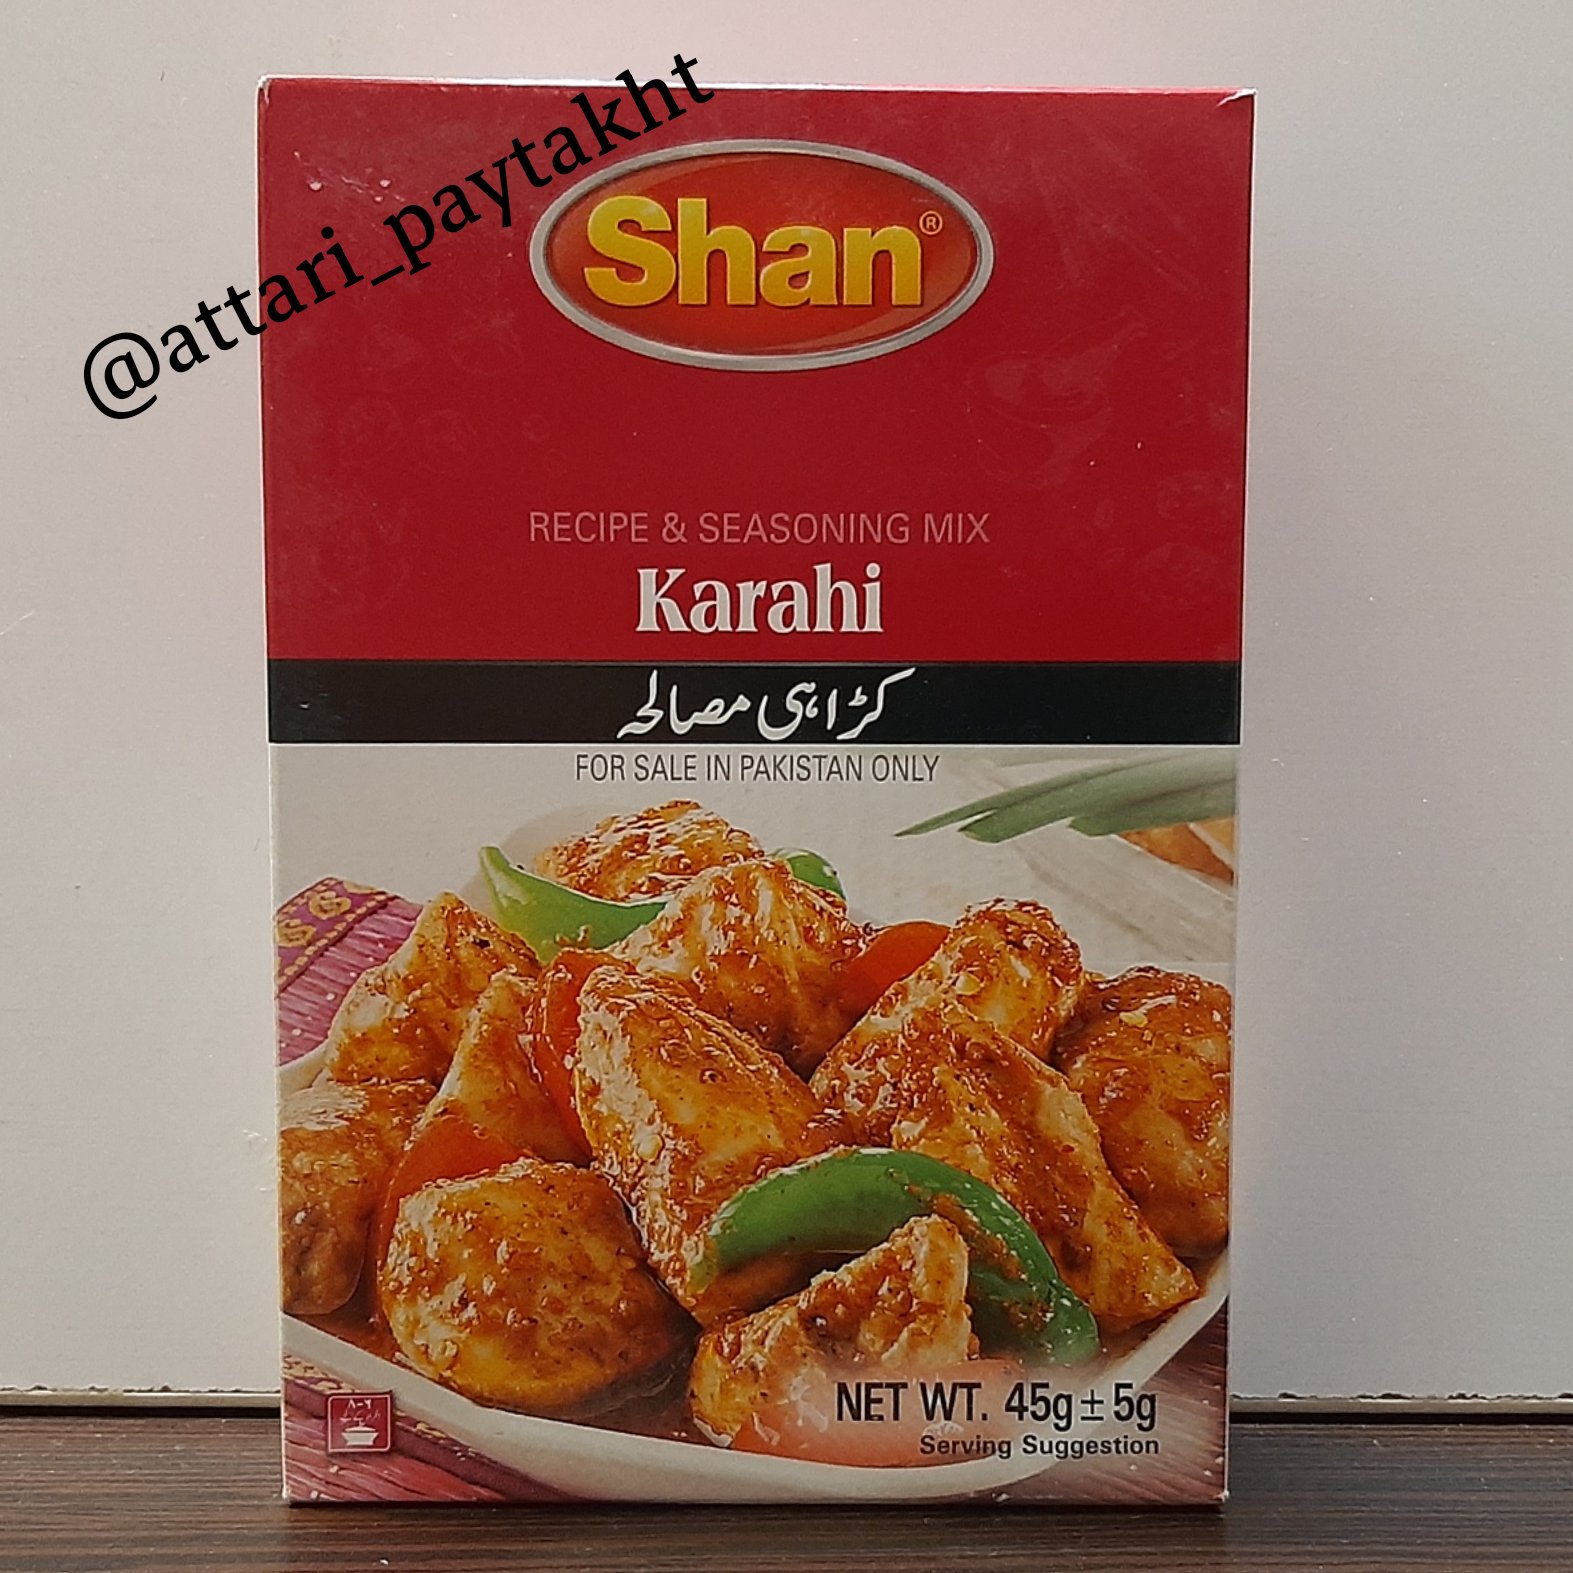 @attari_paytakht
Shan®
RECIPE & SEASONING MIX
Karahi
کڑاہی مصالحہ
FOR SALE IN PAKISTAN ONLY
NET WT. 45g±5g
Serving Suggestion